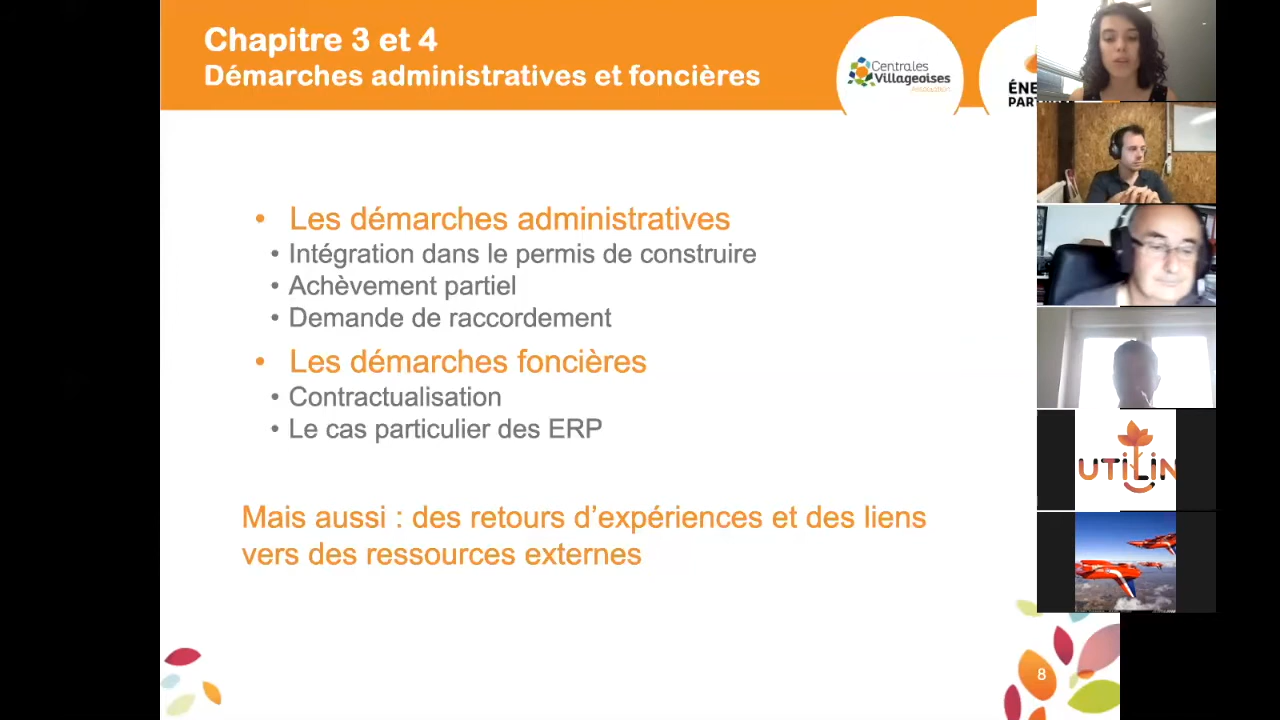 Chapitre 3 et 4
Démarches administratives et foncières
Centrales
Villageoises
Association
• Les démarches administratives
• Intégration dans le permis de construire
• Achèvement partiel
• Demande de raccordement
• Les démarches foncières
• Contractualisation
• Le cas particulier des ERP
Mais aussi : des retours d’expériences et des liens
vers des ressources externes
UTiLiN
8